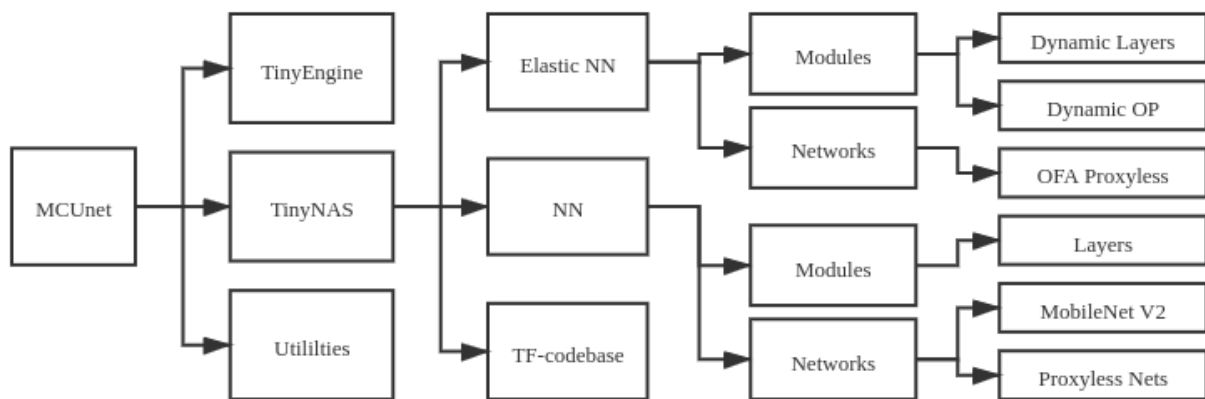 MCUnet
TinyEngine
TinyNAS
Utililties
Elastic NN
NN
TF-codebase
Modules
Networks
Modules
Networks
Dynamic Layers
Dynamic OP
OFA Proxyless
Layers
MobileNet V2
Proxyless Nets